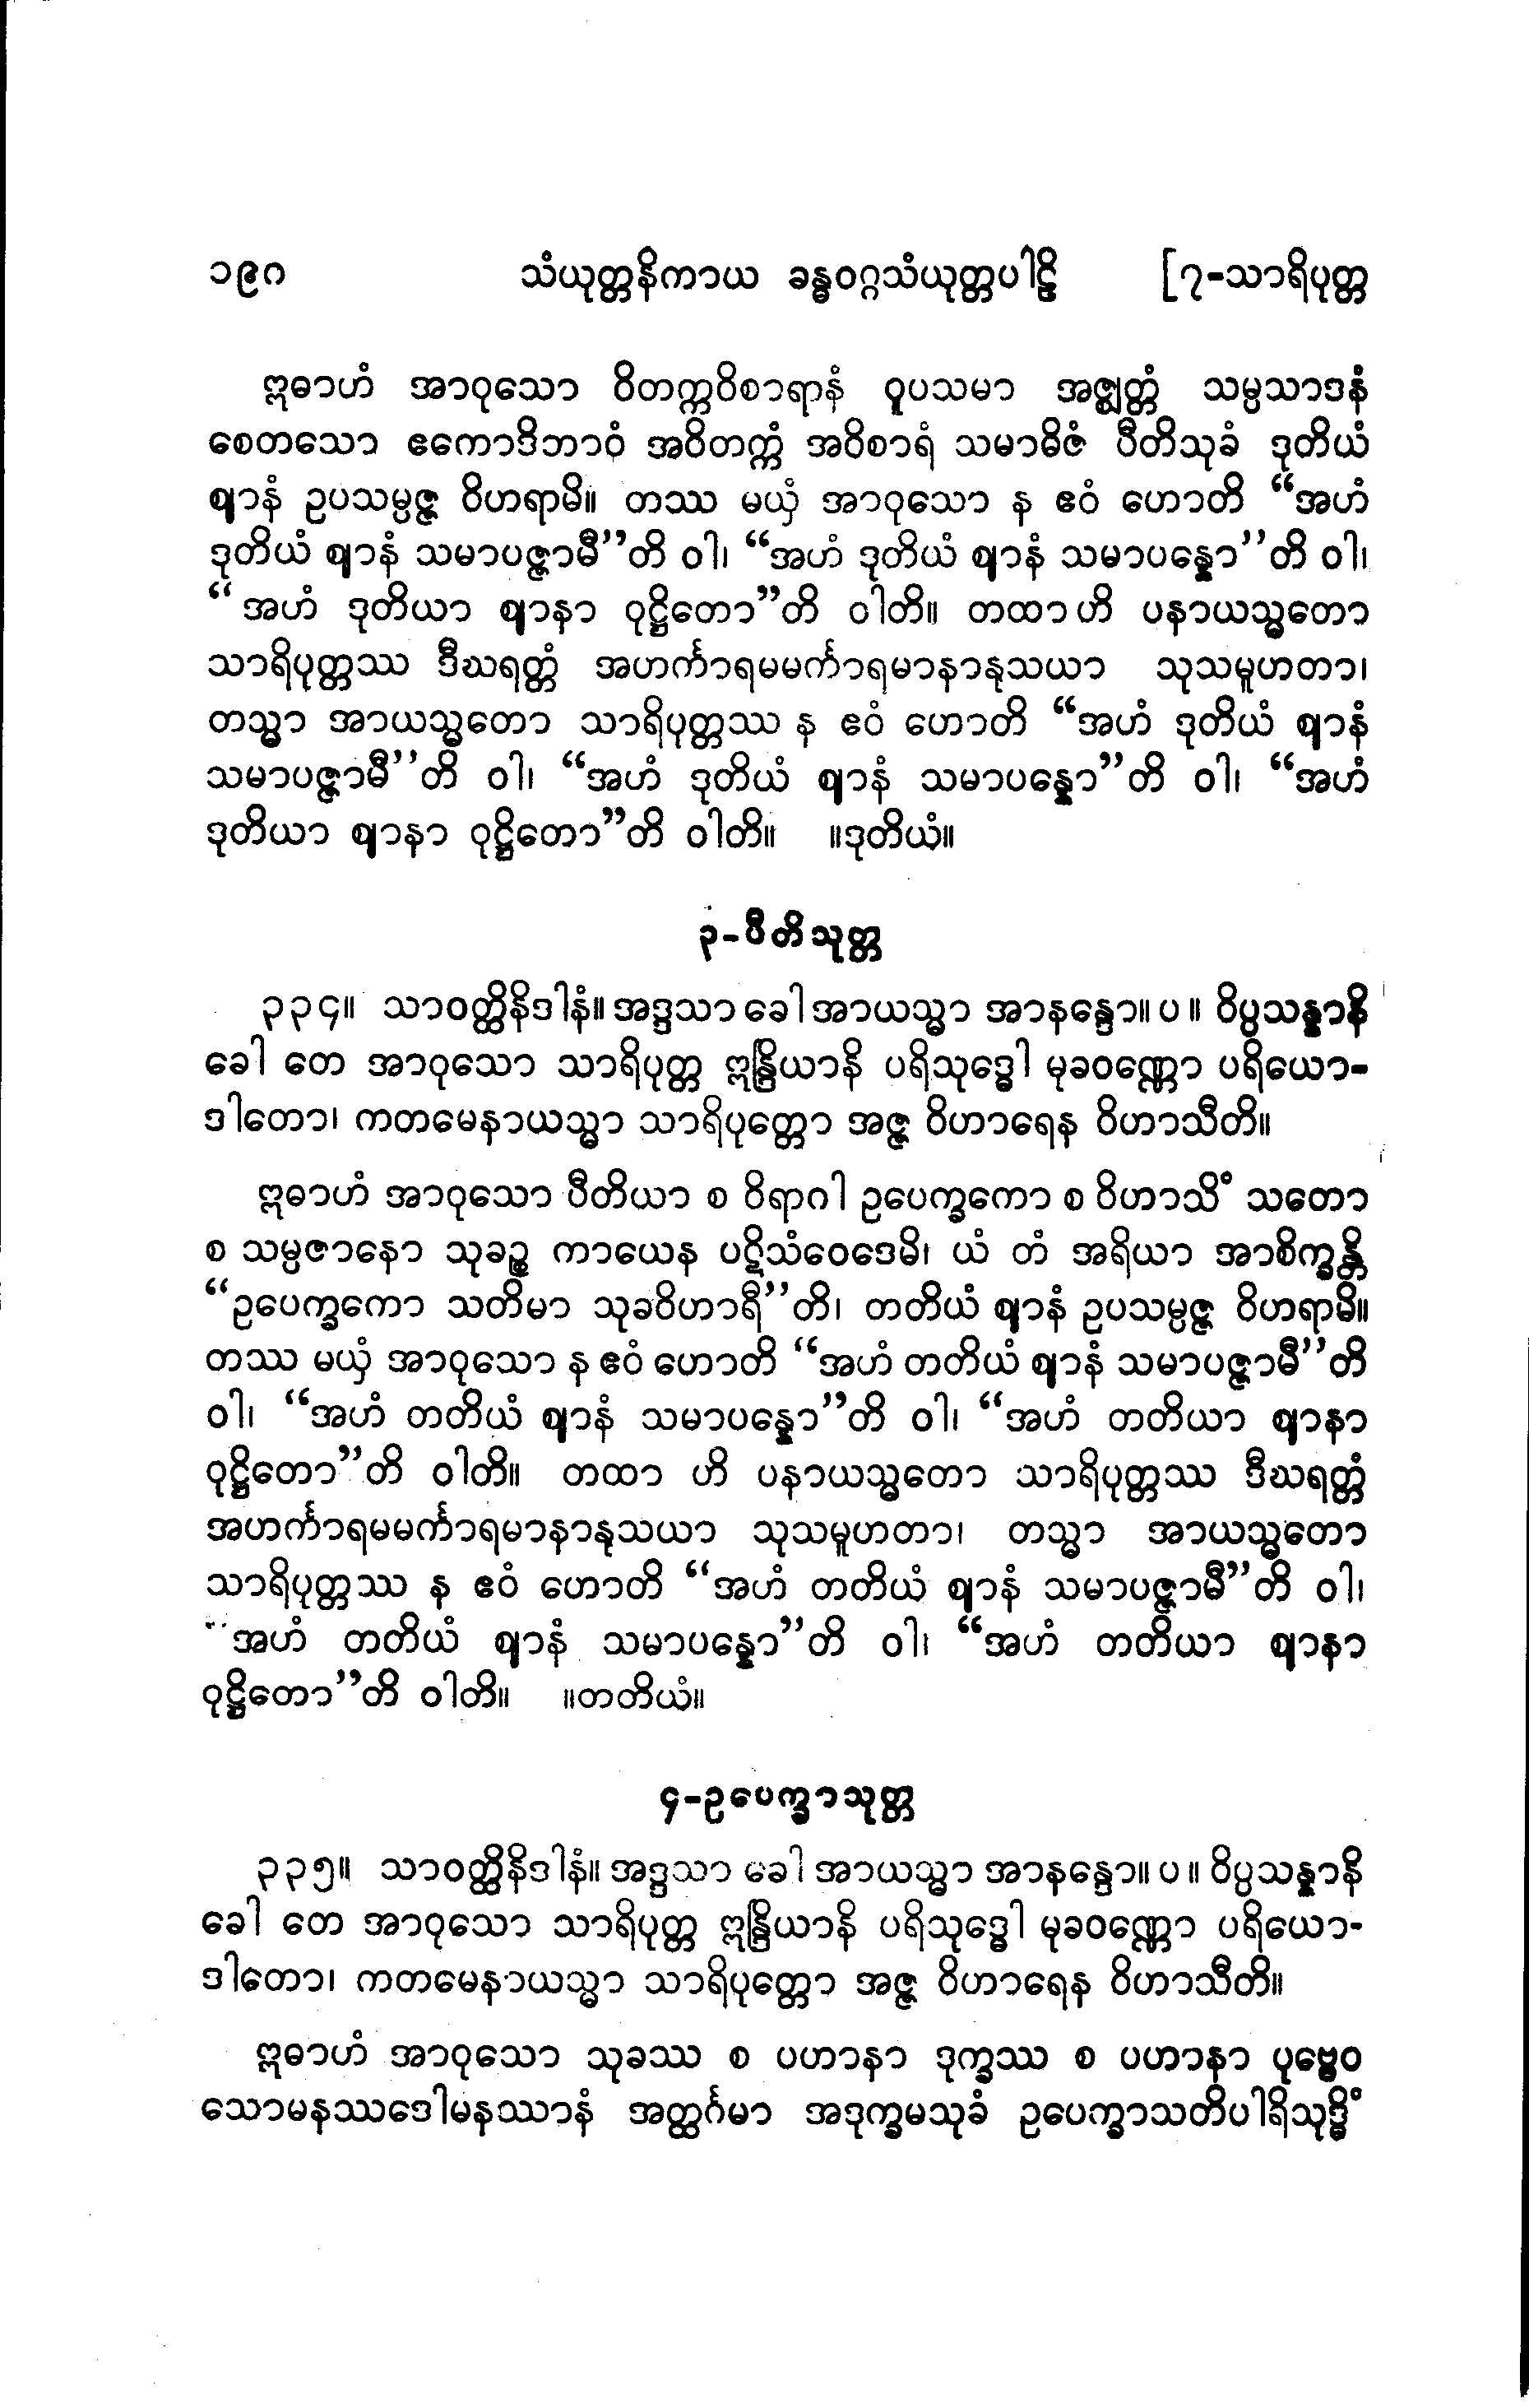 ၁၉ဂ သံယုတ္တနိကာယ ခန္ဓဝဂ္ဂသံယုတ္တပါဠိ [၇-သာရိပုတ္တ
ဣဓာဟံ အာဝုသော ဝိတက္ကဝိစာရာနံ ဝူပသမာ အဇ္ဈတ္တံ သမ္ပသာဒနံ
စေတသော ဧကောဒိဘာဝံ အဝိတက္ကံ အဝိစာရံ သမာဓိဇံ ပီတိသုခံ ဒုတိယံ
ဈာနံ ဥပသမ္ပဇ္ဇ ဝိဟရာမိ။ တဿ မယှံ အာဝုသော န ဧဝံ ဟောတိ “အဟံ
ဒုတိယံ ဈာနံ သမာပဇ္ဇာမီ”တိ ဝါ၊ “အဟံ ဒုတိယံ ဈာနံ သမာပန္နော”တိ ဝါ၊
“အဟံ ဒုတိယာ ဈာနာ ဝုဋ္ဌိတော”တိ ဝါတိ။ တထာ ဟိ ပနာယသ္မတော
သာရိပုတ္တဿ ဒီဃရတ္တံ အဟင်္ကာရမမင်္ကာရမာနာနုသယာ သုသမူဟတာ၊
တသ္မာ အာယသ္မတော သာရိပုတ္တဿ န ဧဝံ ဟောတိ “အဟံ ဒုတိယံ ဈာနံ
သမာပဇ္ဇာမီ”တိ ဝါ၊ “အဟံ ဒုတိယံ ဈာနံ သမာပန္နော”တိ ဝါ၊ “အဟံ
ဒုတိယာ ဈာနာ ဝုဋ္ဌိတော”တိ ဝါတိ။ ။ဒုတိယံ။
၃-ပီတိသုတ္တ
၃၃၄။ သာဝတ္ထိနိဒါနံ။ အဒ္ဒသာ ခေါ အာယသ္မာ အာနန္ဒော။ ပ ။ ဝိပ္ပသန္နာနိ
ခေါ တေ အာဝုသော သာရိပုတ္တ ဣန္ဒြိယာနိ ပရိသုဒ္ဓေါ မုခဝဏ္ဏော ပရိယော-
ဒါတော၊ ကတမေနာယသ္မာ သာရိပုတ္တော အဇ္ဇ ဝိဟာရေန ဝိဟာသီတိ။
ဣဓာဟံ အာဝုသော ပီတိယာ စ ဝိရာဂါ ဥပေက္ခကော စ ဝိဟာသိံ သတော
စ သမ္ပဇာနော သုခဉ္စ ကာယေန ပဋိသံဝေဒေမိ၊ ယံ တံ အရိယာ အာစိက္ခန္တိ
“ဥပေက္ခကော သတိမာ သုခဝိဟာရီ”တိ၊ တတိယံ ဈာနံ ဥပသမ္ပဇ္ဇ ဝိဟရာမိ။
တဿ မယှံ အာဝုသော န ဧဝံ ဟောတိ “အဟံ တတိယံ ဈာနံ သမာပဇ္ဇာမီ”တိ
ဝါ၊ “အဟံ တတိယံ ဈာနံ သမာပန္နော”တိ ဝါ၊ “အဟံ တတိယာ ဈာနာ
ဝုဋ္ဌိတော”တိ ဝါတိ။ တထာ ဟိ ပနာယသ္မတော သာရိပုတ္တဿ ဒီဃရတ္တံ
အဟင်္ကာရမမင်္ကာရမာနာနုသယာ သုသမူဟတာ၊ တသ္မာ အာယသ္မတော
သာရိပုတ္တဿ န ဧဝံ ဟောတိ “အဟံ တတိယံ ဈာနံ သမာပဇ္ဇာမီ”တိ ဝါ၊
“အဟံ တတိယံ ဈာနံ သမာပန္နော”တိ ဝါ၊ “အဟံ တတိယာ ဈာနာ
ဝုဋ္ဌိတော”တိ ဝါတိ။ ။တတိယံ။
၄-ဥပေက္ခာသုတ္တ
၃၃၅။ သာဝတ္ထိနိဒါနံ။ အဒ္ဒသာ ခေါ အာယသ္မာ အာနန္ဒော။ ပ ။ ဝိပ္ပသန္နာနိ
ခေါ တေ အာဝုသော သာရိပုတ္တ ဣန္ဒြိယာနိ ပရိသုဒ္ဓေါ မုခဝဏ္ဏော ပရိယော-
ဒါတော၊ ကတမေနာယသ္မာ သာရိပုတ္တော အဇ္ဇ ဝိဟာရေန ဝိဟာသီတိ။
ဣဓာဟံ အာဝုသော သုခဿ စ ပဟာနာ ဒုက္ခဿ စ ပဟာနာ ပုဗ္ဗေဝ
သောမနဿဒေါမနဿာနံ အတ္ထင်္ဂမာ အဒုက္ခမသုခံ ဥပေက္ခာသတိပါရိသုဒ္ဓိံ